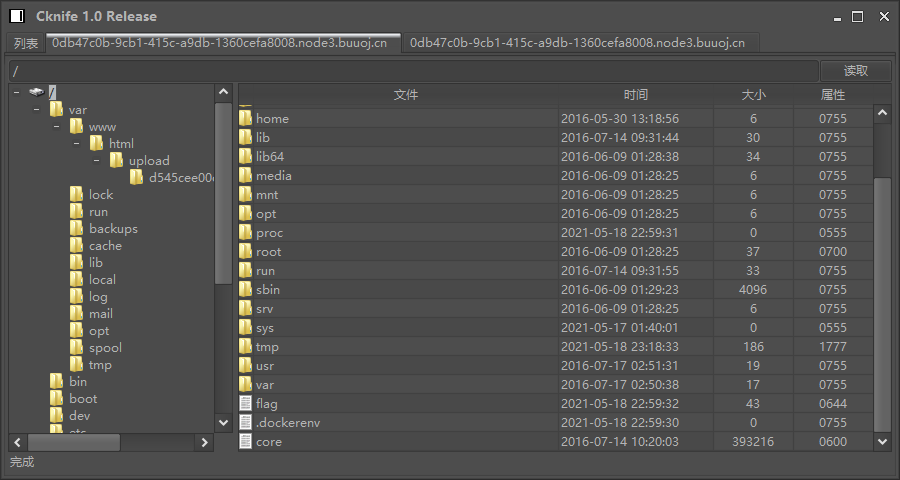 Cknife 1.0 Release
列表 0db47c0b-9cb1-415c-a9db-1360cefa8008.node3.buuoj.cn 0db47c0b-9cb1-415c-a9db-1360cefa8008.node3.buuoj.cn
/ 读取
/
var
www
html
upload
lock
run
backups
cache
lib
local
log
mail
opt
spool
tmp
bin
boot
dev
文件 时间 大小 属性
home 2016-05-30 13:18:56 6 0755
lib 2016-07-14 09:31:44 30 0755
lib64 2016-06-09 01:28:38 34 0755
media 2016-06-09 01:28:25 6 0755
mnt 2016-06-09 01:28:25 6 0755
opt 2016-06-09 01:28:25 6 0755
proc 2021-05-18 22:59:31 0 0555
root 2016-06-09 01:28:25 37 0700
run 2016-07-14 09:31:55 33 0755
sbin 2016-06-09 01:29:23 4096 0755
srv 2016-06-09 01:28:25 6 0755
sys 2021-05-17 01:40:01 0 0555
tmp 2021-05-18 23:18:33 186 1777
usr 2016-07-17 02:51:31 19 0755
var 2016-07-17 02:50:38 17 0755
flag 2021-05-18 22:59:32 43 0644
.dockerenv 2021-05-18 22:59:30 0 0755
core 2016-07-14 10:20:03 393216 0600
完成